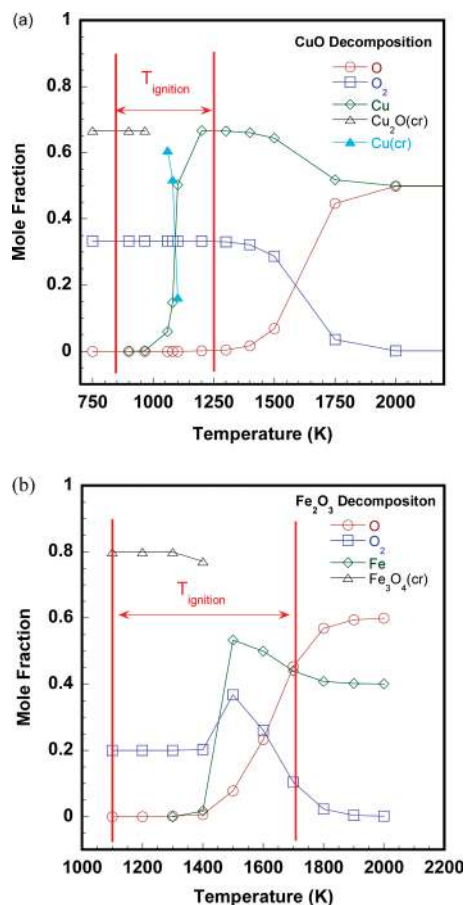 (a)
CuO Decomposition
O
O2
Cu
Cu2O(cr)
Cu(cr)
Tignition
1
0.8
0.6
0.4
0.2
0
Mole Fraction
750 1000 1250 1500 1750 2000
Temperature (K)
(b)
Fe2O3 Decompositon
O
O2
Fe
Fe3O4(cr)
Tignition
1
0.8
0.6
0.4
0.2
0
Mole Fraction
1000 1200 1400 1600 1800 2000 2200
Temperature (K)